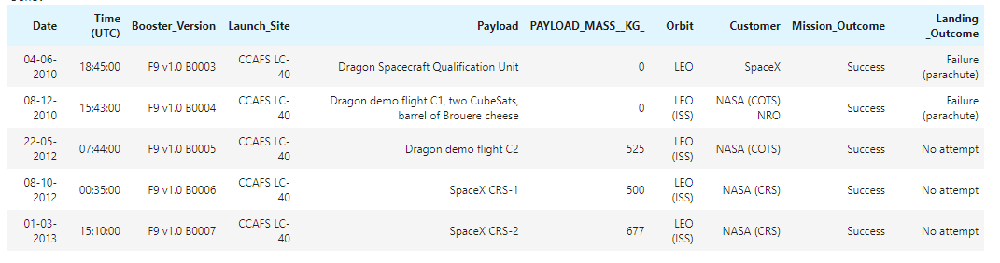 Date Time (UTC) Booster_Version Launch_Site Payload PAYLOAD_MASS__KG_ Orbit Customer Mission_Outcome Landing _Outcome
04-06-2010 18:45:00 F9 v1.0 B0003 CCAFS LC-40 Dragon Spacecraft Qualification Unit 0 LEO SpaceX Success Failure (parachute)
08-12-2010 15:43:00 F9 v1.0 B0004 CCAFS LC-40 Dragon demo flight C1, two CubeSats, barrel of Brouere cheese 0 LEO (ISS) NASA (COTS) NRO Success Failure (parachute)
22-05-2012 07:44:00 F9 v1.0 B0005 CCAFS LC-40 Dragon demo flight C2 525 LEO (ISS) NASA (COTS) Success No attempt
08-10-2012 00:35:00 F9 v1.0 B0006 CCAFS LC-40 SpaceX CRS-1 500 LEO (ISS) NASA (CRS) Success No attempt
01-03-2013 15:10:00 F9 v1.0 B0007 CCAFS LC-40 SpaceX CRS-2 677 LEO (ISS) NASA (CRS) Success No attempt